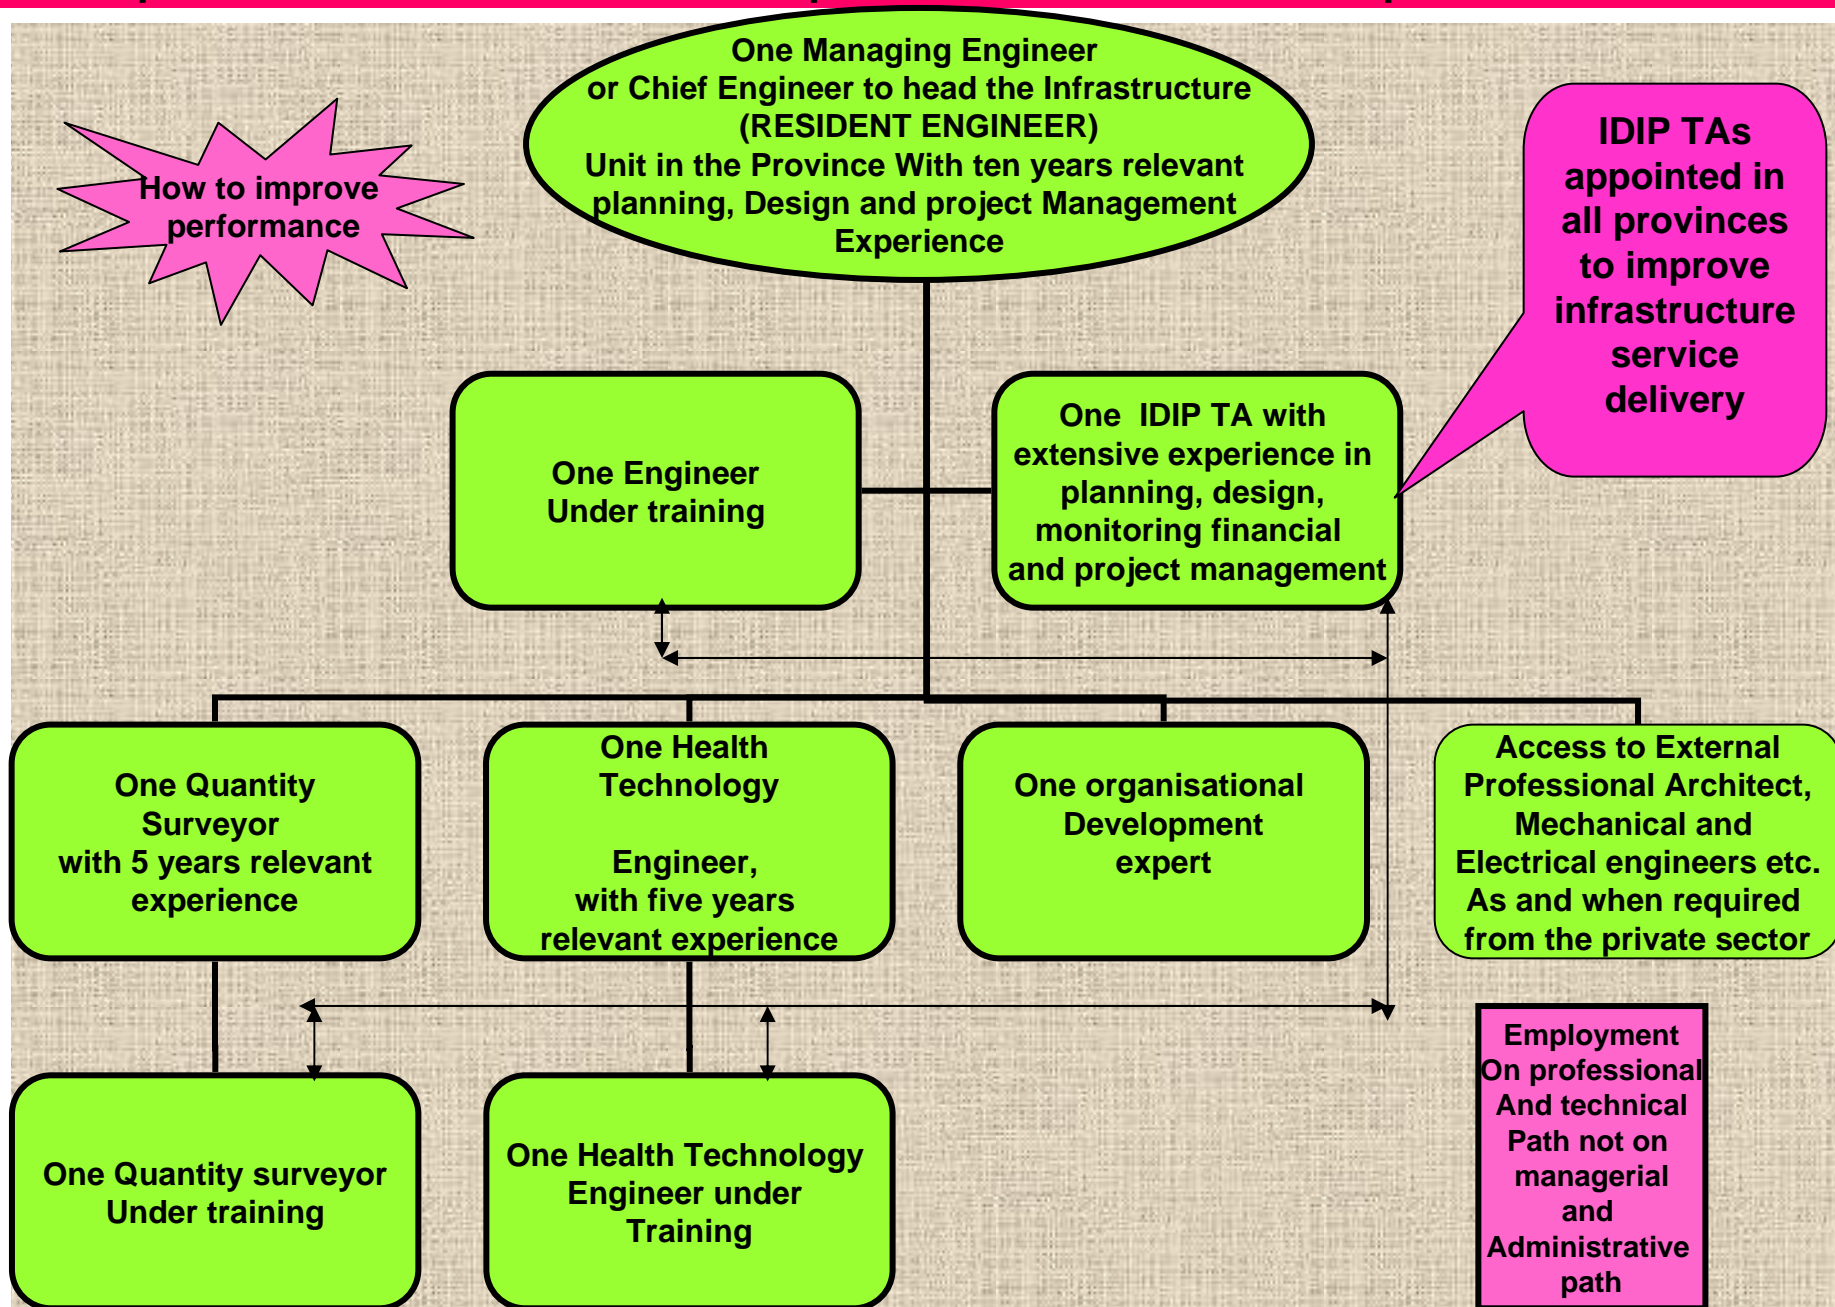 One Managing Engineer
or Chief Engineer to head the Infrastructure
(RESIDENT ENGINEER)
Unit in the Province With ten years relevant
planning, Design and project Management
Experience
How to improve
performance
IDIP TAs
appointed in
all provinces
to improve
infrastructure
service
delivery
One Engineer
Under training
One IDIP TA with
extensive experience in
planning, design,
monitoring financial
and project management
One Quantity
Surveyor
with 5 years relevant
experience
One Health
Technology
Engineer,
with five years
relevant experience
One organisational
Development
expert
Access to External
Professional Architect,
Mechanical and
Electrical engineers etc.
As and when required
from the private sector
One Quantity surveyor
Under training
One Health Technology
Engineer under
Training
Employment
On professional
And technical
Path not on
managerial
and
Administrative
path